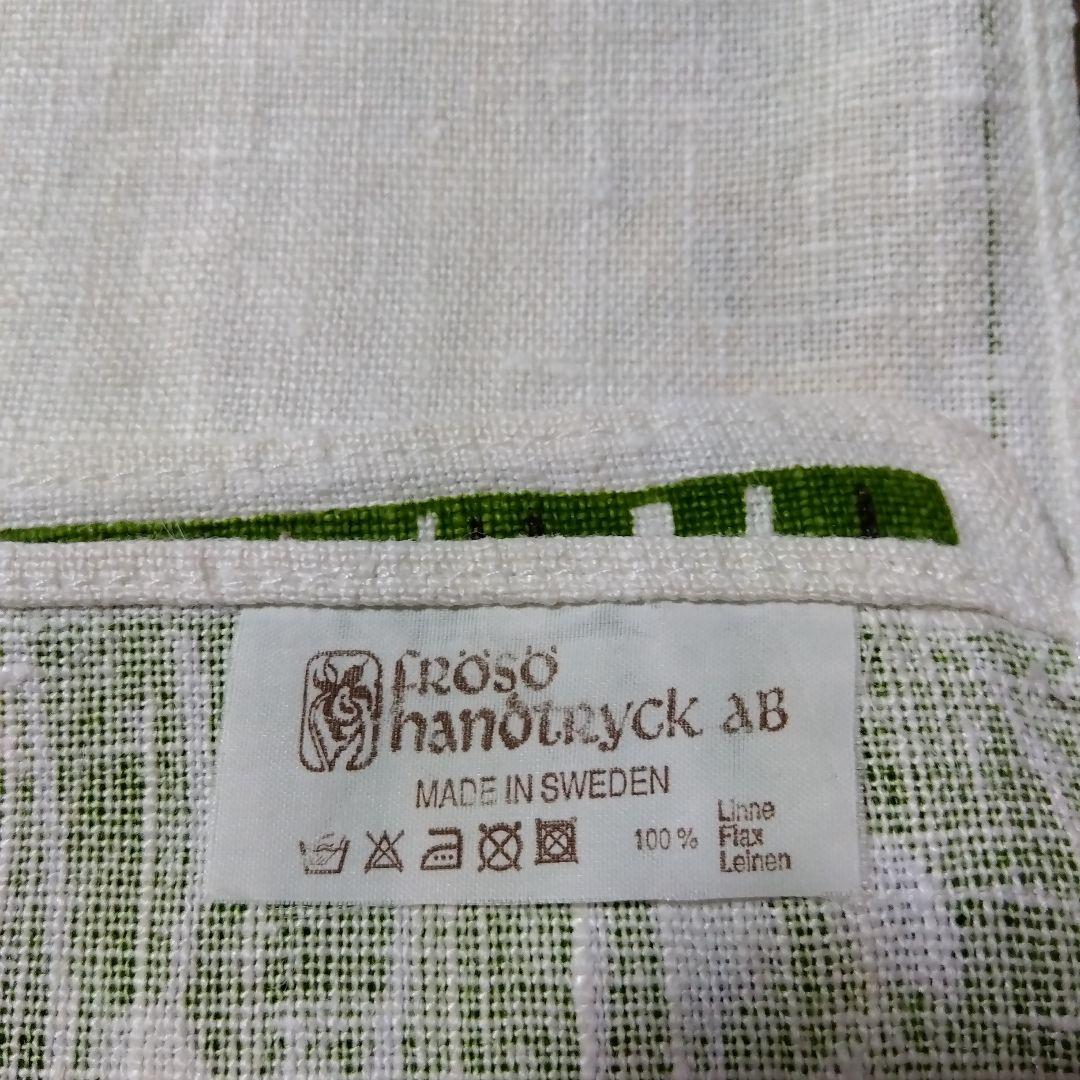 fRÖSÖ
handtRyck aB
MADE IN SWEDEN
100 %
Linne
Flax
Leinen